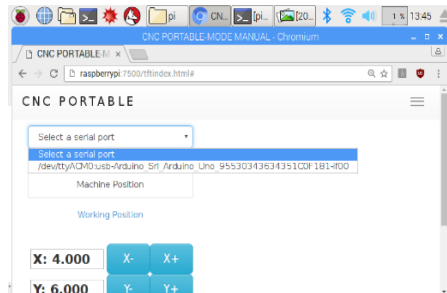 pi
CN...
[pi...
[20...
1 %
13:45
CNC PORTABLE-MODE MANUAL - Chromium
CNC PORTABLE-M
raspberrypi:7500/tftindex.html#
CNC PORTABLE
Select a serial port
Select a serial port
/dev/ttyACM0:usb-Arduino_Srl_Arduino_Uno_95530343634351C0F1B1-if00
Machine Position
Working Position
X: 4.000
X-
X+
Y: 6.000
Y-
Y+